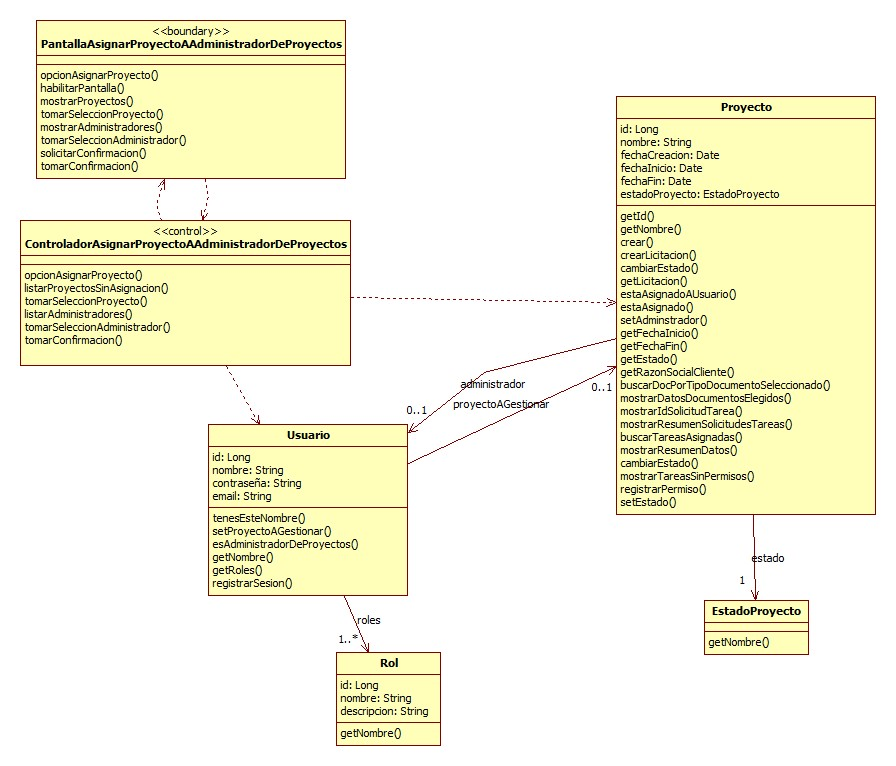 <<boundary>>
PantallaAsignarProyectoAAdministradorDeProyectos
opcionAsignarProyecto()
habilitarPantalla()
mostrarProyectos()
tomarSeleccionProyecto()
mostrarAdministradores()
tomarSeleccionAdministrador()
solicitarConfirmacion()
tomarConfirmacion()
<<control>>
ControladorAsignarProyectoAAdministradorDeProyectos
opcionAsignarProyecto()
listarProyectosSinAsignacion()
tomarSeleccionProyecto()
listarAdministradores()
tomarSeleccionAdministrador()
tomarConfirmacion()
Proyecto
id: Long
nombre: String
fechaCreacion: Date
fechaInicio: Date
fechaFin: Date
estadoProyecto: EstadoProyecto
getId()
getNombre()
crear()
crearLicitacion()
cambiarEstado()
getLicitacion()
estaAsignadoAUsuario()
estaAsignado()
setAdminstrador()
getFechaInicio()
getFechaFin()
getEstado()
getRazonSocialCliente()
buscarDocPorTipoDocumentoSeleccionado()
mostrarDatosDocumentosElegidos()
mostrarIdSolicitudTarea()
mostrarResumenSolicitudesTareas()
buscarTareasAsignadas()
mostrarResumenDatos()
cambiarEstado()
mostrarTareasSinPermisos()
registrarPermiso()
setEstado()
administrador
0..1
proyectoAGestionar
0..1
Usuario
id: Long
nombre: String
contraseña: String
email: String
tenesEsteNombre()
setProyectoAGestionar()
esAdministradorDeProyectos()
getNombre()
getRoles()
registrarSesion()
estado
1
EstadoProyecto
getNombre()
roles
1..*
Rol
id: Long
nombre: String
descripcion: String
getNombre()